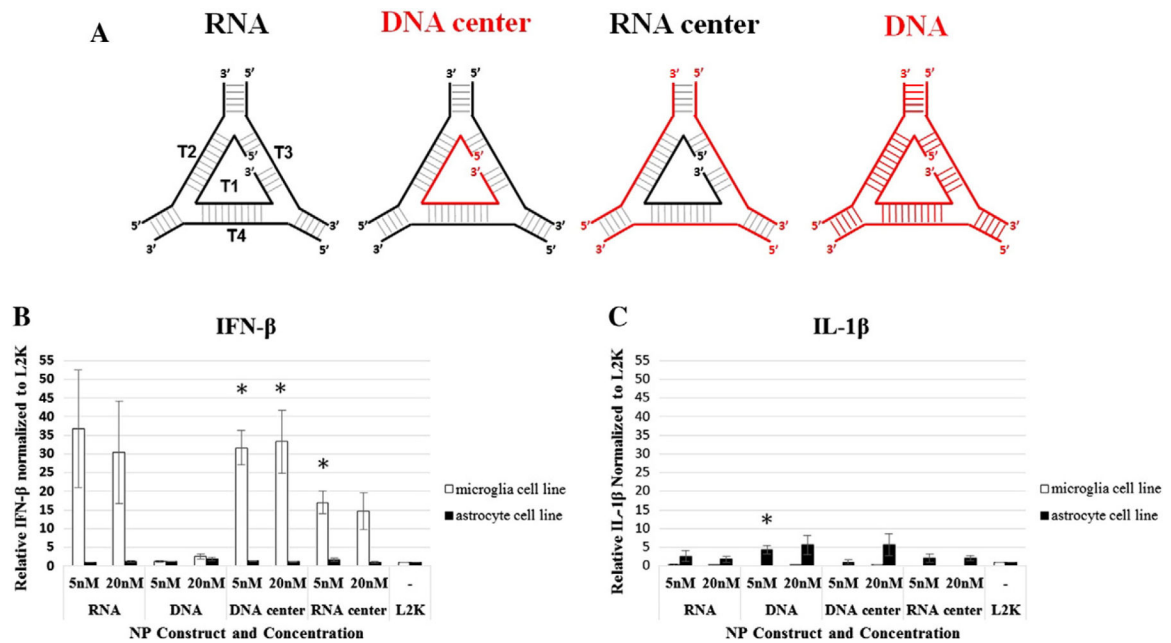 A
RNA
DNA center
RNA center
DNA
3’ 5’
T2 T3
5’
3’
T1
5’ 3’
T4
3’ 5’
3’ 5’
5’
3’
5’ 3’
3’ 5’
3’ 5’
5’
3’
5’ 3’
3’ 5’
3’ 5’
5’
3’
5’ 3’
3’ 5’
B
IFN-β
Relative IFN-β normalized to L2K
55
50
45
40
35
30
25
20
15
10
5
0
* * *
microglia cell line
astrocyte cell line
5nM 20nM 5nM 20nM 5nM 20nM 5nM 20nM -
RNA DNA DNA center RNA center L2K
NP Construct and Concentration
C
IL-1β
Relative IL-1β Normalized to L2K
55
50
45
40
35
30
25
20
15
10
5
0
*
microglia cell line
astrocyte cell line
5nM 20nM 5nM 20nM 5nM 20nM 5nM 20nM -
RNA DNA DNA center RNA center L2K
NP Construct and Concentration